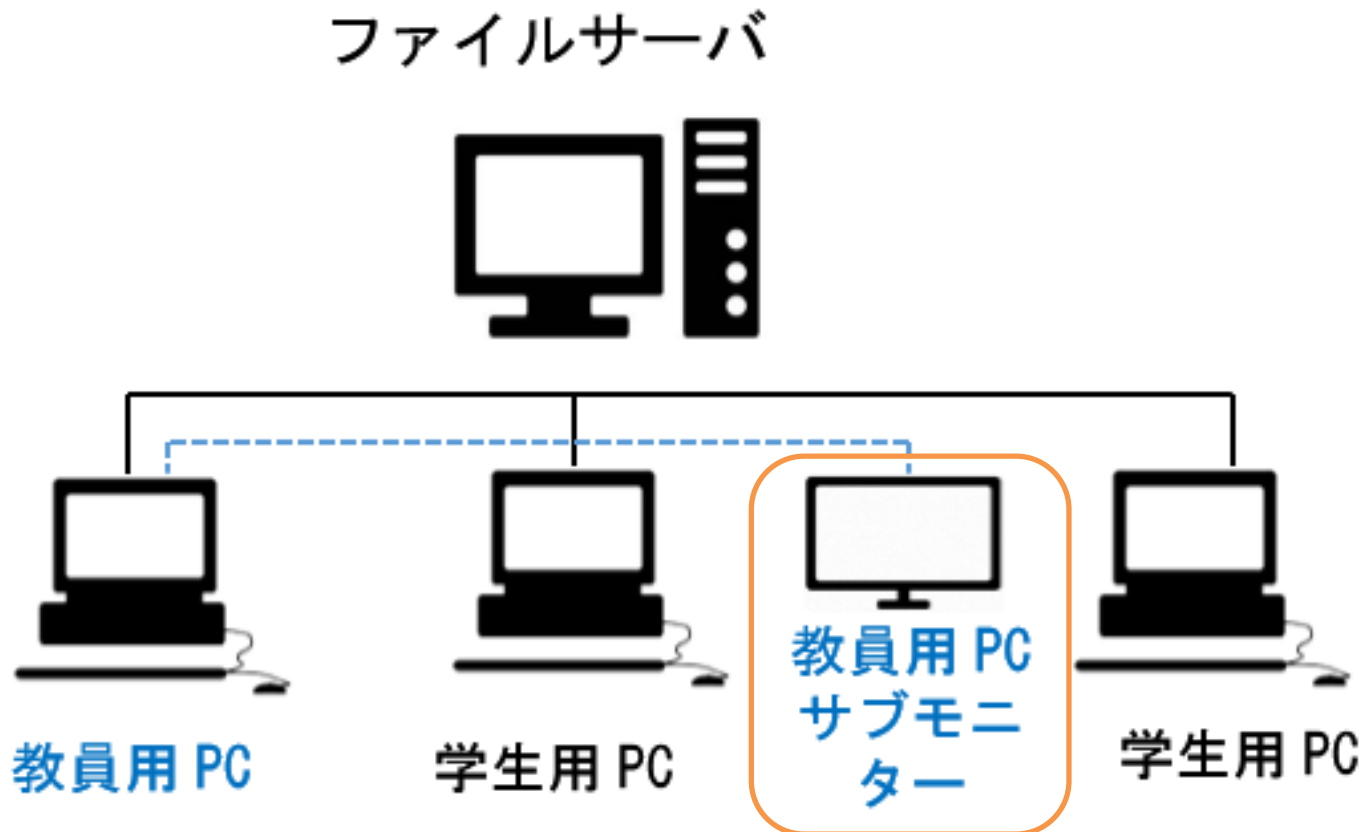 ファイルサーバ
教員用 PC
学生用 PC
教員用 PC
サブモニ
ター
学生用 PC